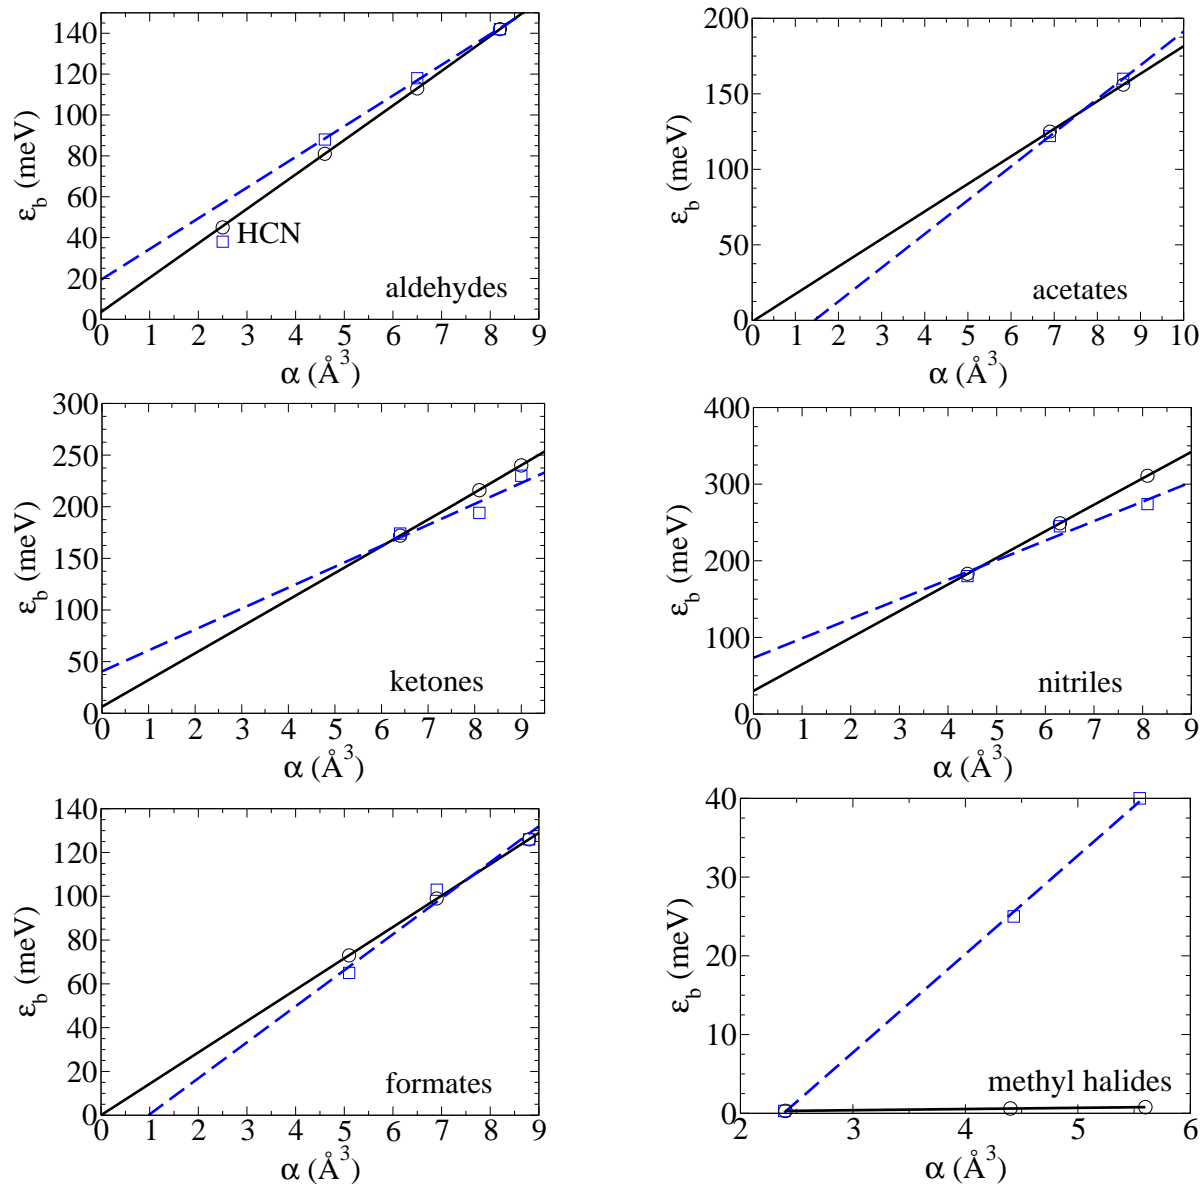 140
120
100
80
60
40
20
0
ε_b (meV)
HCN
aldehydes
0 1 2 3 4 5 6 7 8 9
α (Å^3)
200
150
100
50
0
ε_b (meV)
acetates
0 1 2 3 4 5 6 7 8 9 10
α (Å^3)
300
250
200
150
100
50
0
ε_b (meV)
ketones
0 1 2 3 4 5 6 7 8 9
α (Å^3)
400
300
200
100
0
ε_b (meV)
nitriles
0 1 2 3 4 5 6 7 8 9
α (Å^3)
140
120
100
80
60
40
20
0
ε_b (meV)
formates
0 1 2 3 4 5 6 7 8 9
α (Å^3)
40
30
20
10
0
ε_b (meV)
methyl halides
2 3 4 5 6
α (Å^3)